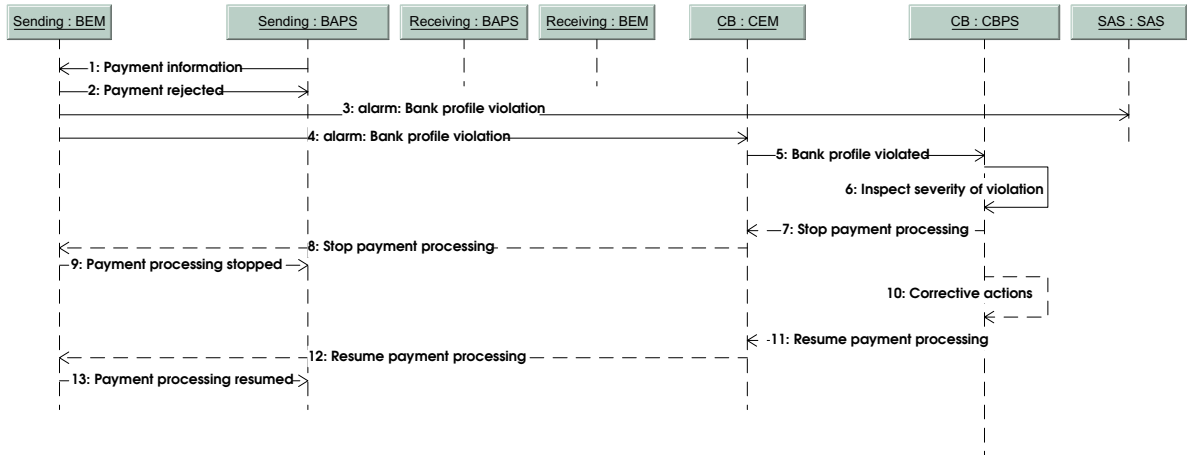 Sending : BEM
Sending : BAPS
Receiving : BAPS
Receiving : BEM
CB : CEM
CB : CBPS
SAS : SAS
1: Payment information
2: Payment rejected
3: alarm: Bank profile violation
4: alarm: Bank profile violation
5: Bank profile violated
6: Inspect severity of violation
7: Stop payment processing
8: Stop payment processing
9: Payment processing stopped
10: Corrective actions
11: Resume payment processing
12: Resume payment processing
13: Payment processing resumed